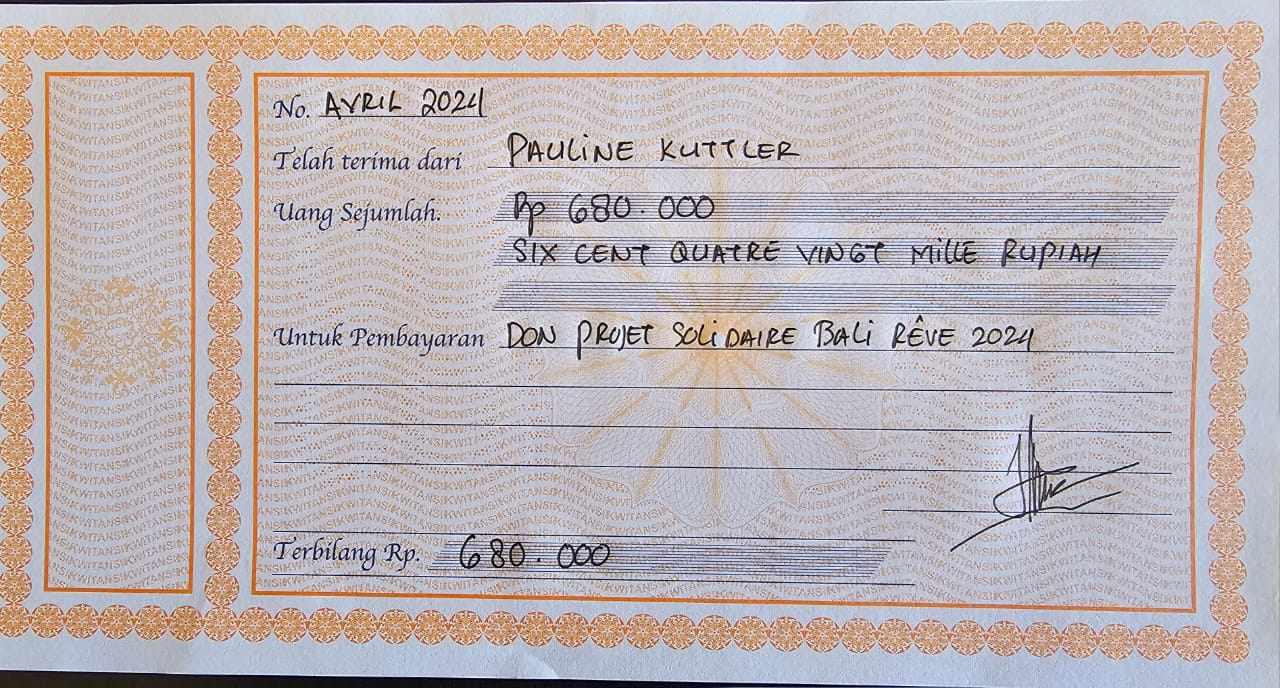 No. AVRIL 2024
Telah terima dari PAULINE KUTTLER
Uang Sejumlah. Rp 680.000
SIX CENT QUATRE VINGT MILLE RUPIAH
Untuk Pembayaran DON PROJET SOLIDAIRE BALI RÊVE 2024
Terbilang Rp. 680.000